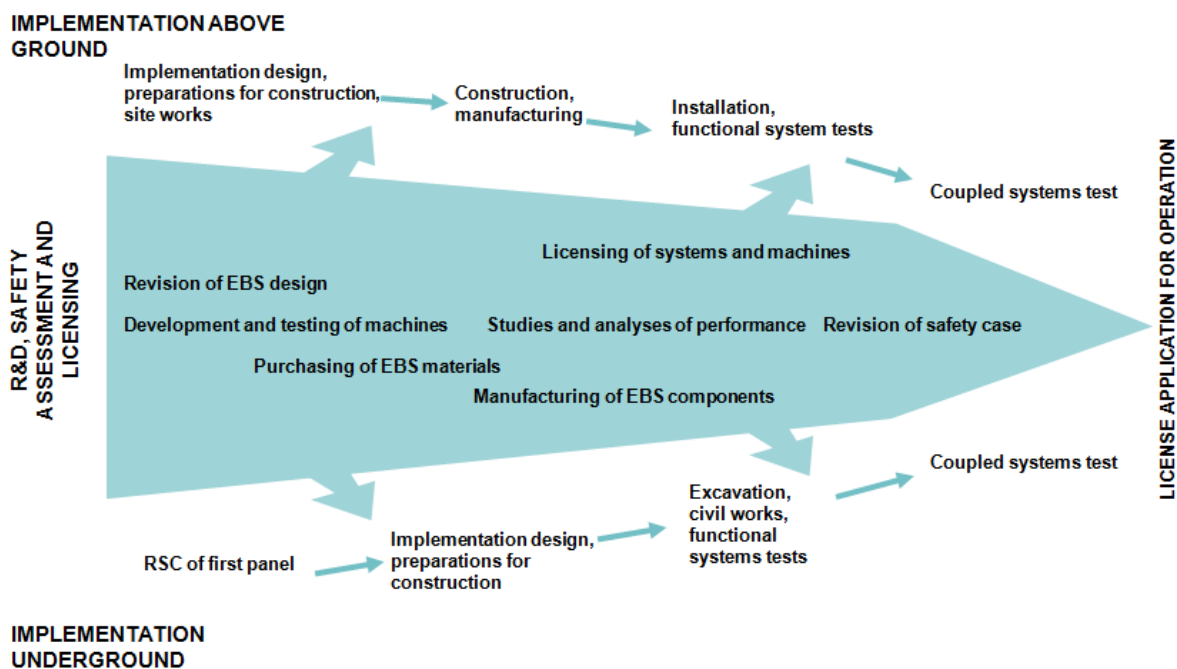 IMPLEMENTATION ABOVE
GROUND
Implementation design,
preparations for construction,
site works
Construction,
manufacturing
Installation,
functional system tests
Coupled systems test
R&D, SAFETY
ASSESSMENT AND
LICENSING
Licensing of systems and machines
Revision of EBS design
Development and testing of machines
Studies and analyses of performance
Revision of safety case
Purchasing of EBS materials
Manufacturing of EBS components
LICENSE APPLICATION FOR OPERATION
RSC of first panel
Implementation design,
preparations for
construction
Excavation,
civil works,
functional
systems tests
Coupled systems test
IMPLEMENTATION
UNDERGROUND